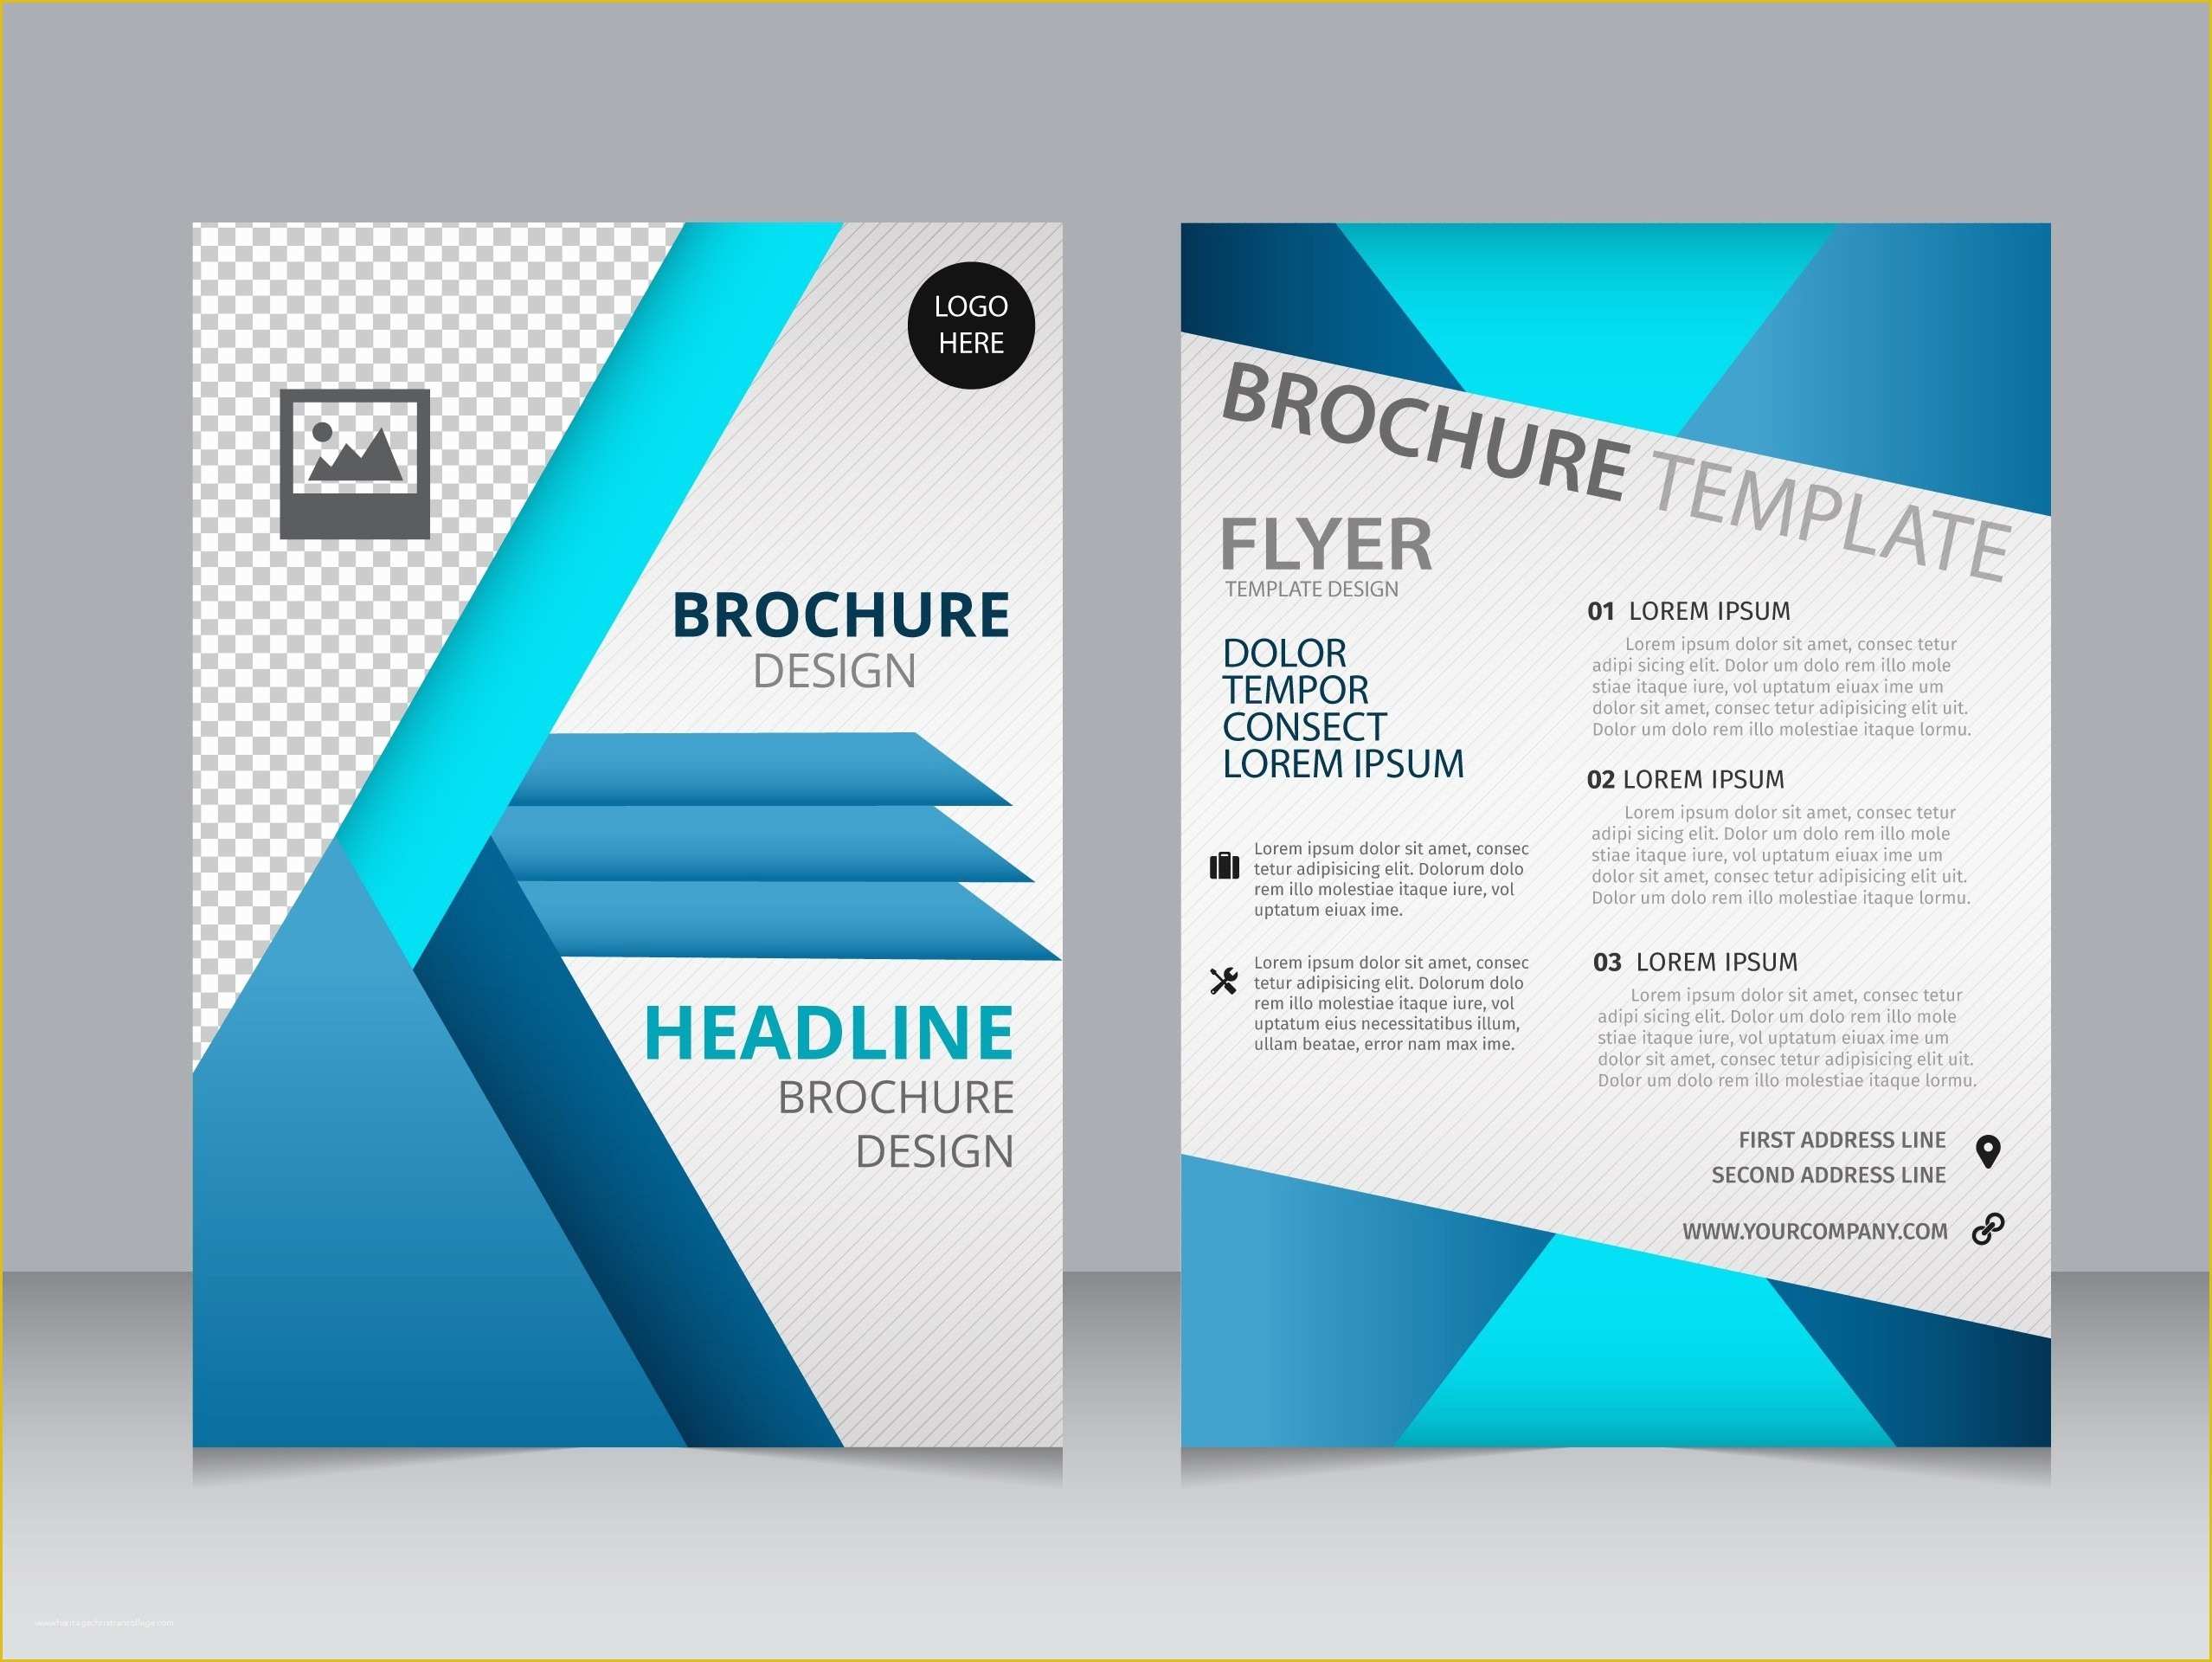 LOGO
HERE
BROCHURE
DESIGN
HEADLINE
BROCHURE
DESIGN
BROCHURE TEMPLATE
FLYER
TEMPLATE DESIGN
DOLOR
TEMPOR
CONSECT
LOREM IPSUM
Lorem ipsum dolor sit amet, consec
tetur adipisicing elit. Dolorum dolo
rem illo molestiae itaque iure, vol
uptatum eiuax ime.
Lorem ipsum dolor sit amet, consec
tetur adipisicing elit. Dolorum dolo
rem illo molestiae itaque iure, vol
uptatum eius necessitatibus illum,
ullam beatae, error nam max ime.
01 LOREM IPSUM
Lorem ipsum dolor sit amet, consec tetur
adipi sicing elit. Dolor um dolo rem illo mole
stiae itaque iure, vol uptatum eiuax ime um
dolor sit amet, consec tetur adipisicing elit uit.
Dolor um dolo rem illo molestiae itaque lormu.
02 LOREM IPSUM
Lorem ipsum dolor sit amet, consec tetur
adipi sicing elit. Dolor um dolo rem illo mole
stiae itaque iure, vol uptatum eiuax ime um
dolor sit amet, consec tetur adipisicing elit uit.
Dolor um dolo rem illo molestiae itaque lormu.
03 LOREM IPSUM
Lorem ipsum dolor sit amet, consec tetur
adipi sicing elit. Dolor um dolo rem illo mole
stiae itaque iure, vol uptatum eiuax ime um
dolor sit amet, consec tetur adipisicing elit uit.
Dolor um dolo rem illo molestiae itaque lormu.
FIRST ADDRESS LINE
SECOND ADDRESS LINE
WWW.YOURCOMPANY.COM
www.heritagechristiancollege.com